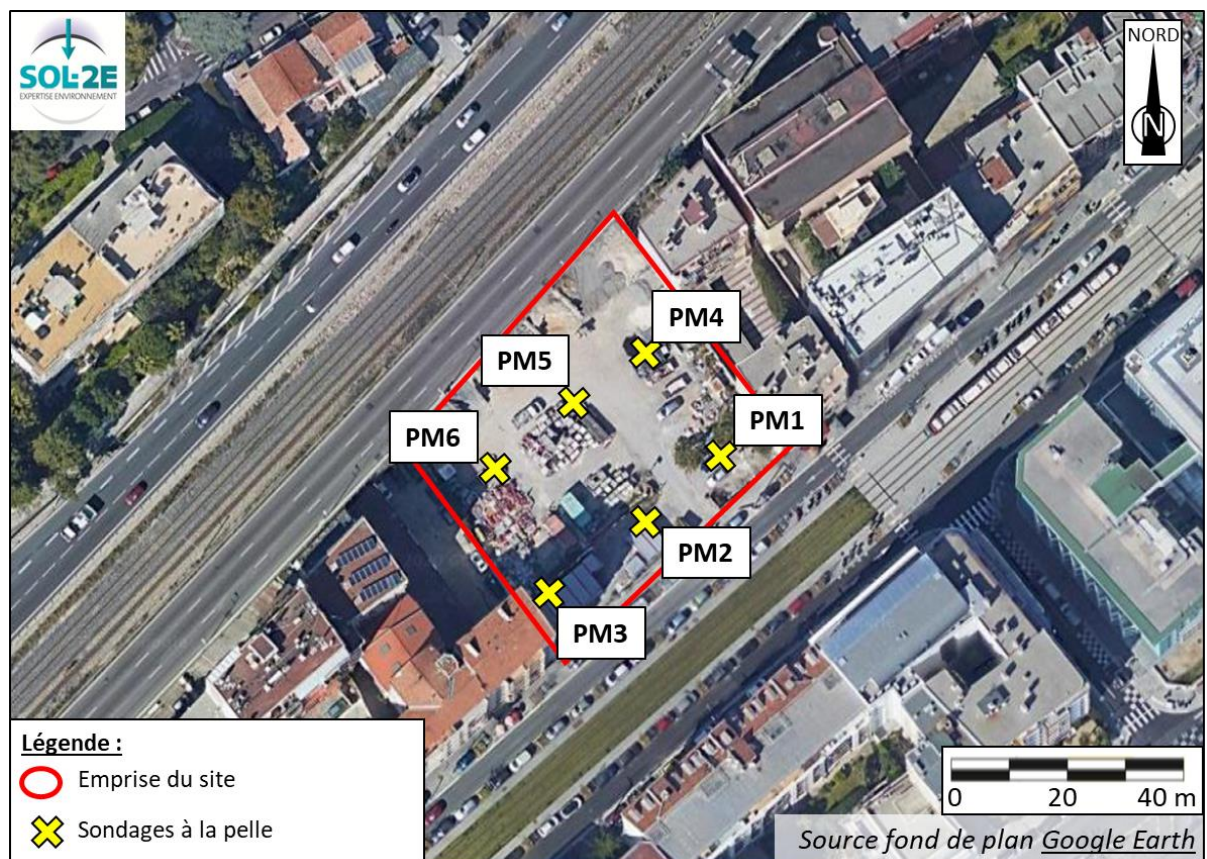 SOL-2E
EXPERTISE ENVIRONNEMENT
NORD
N
PM4
PM5
PM1
PM6
PM2
PM3
Légende :
Emprise du site
Sondages à la pelle
0 20 40 m
Source fond de plan Google Earth